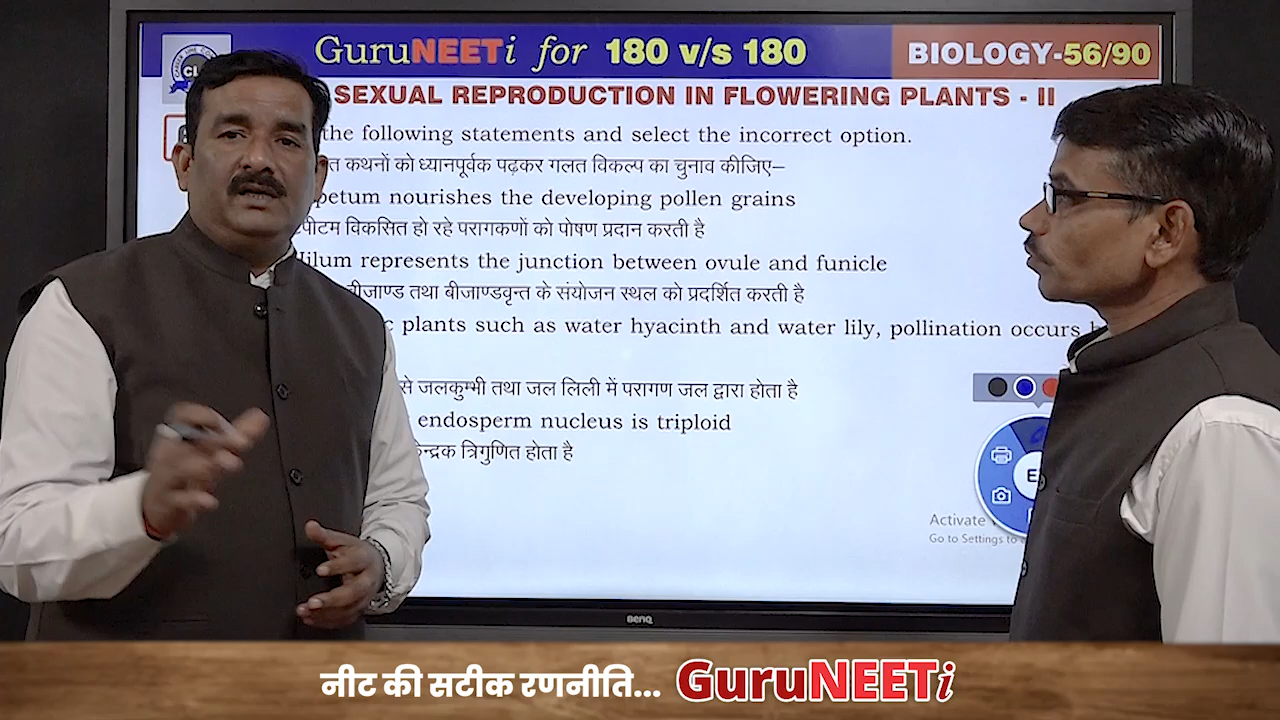 GuruNEETi for 180 v/s 180
BIOLOGY-56/90
CL
SEXUAL REPRODUCTION IN FLOWERING PLANTS - II
the following statements and select the incorrect option.
कथनों को ध्यानपूर्वक पढ़कर गलत विकल्प का चुनाव कीजिए–
petum nourishes the developing pollen grains
पीटम विकसित हो रहे परागकणों को पोषण प्रदान करती है
Hilum represents the junction between ovule and funicle
बीजाण्ड तथा बीजाण्डवृन्त के संयोजन स्थल को प्रदर्शित करती है
c plants such as water hyacinth and water lily, pollination occurs
से जलकुम्भी तथा जल लिली में परागण जल द्वारा होता है
endosperm nucleus is triploid
केन्द्रक त्रिगुणित होता है
Activate
Go to Settings to
BenQ
नीट की सटीक रणनीति... GuruNEETi